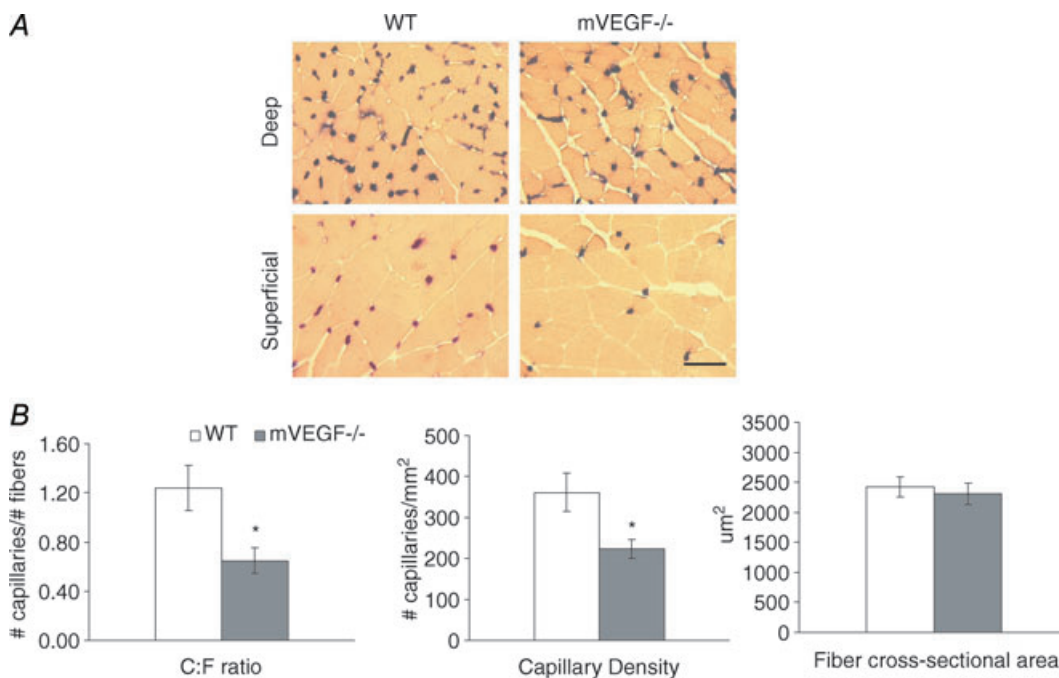 A
WT
mVEGF-/-
Deep
Superficial
B
WT
mVEGF-/-
# capillaries/# fibers
1.60
1.20
0.80
0.40
0.00
C:F ratio
# capillaries/mm²
500
400
300
200
100
0
Capillary Density
um²
3500
3000
2500
2000
1500
1000
500
0
Fiber cross-sectional area
*
*